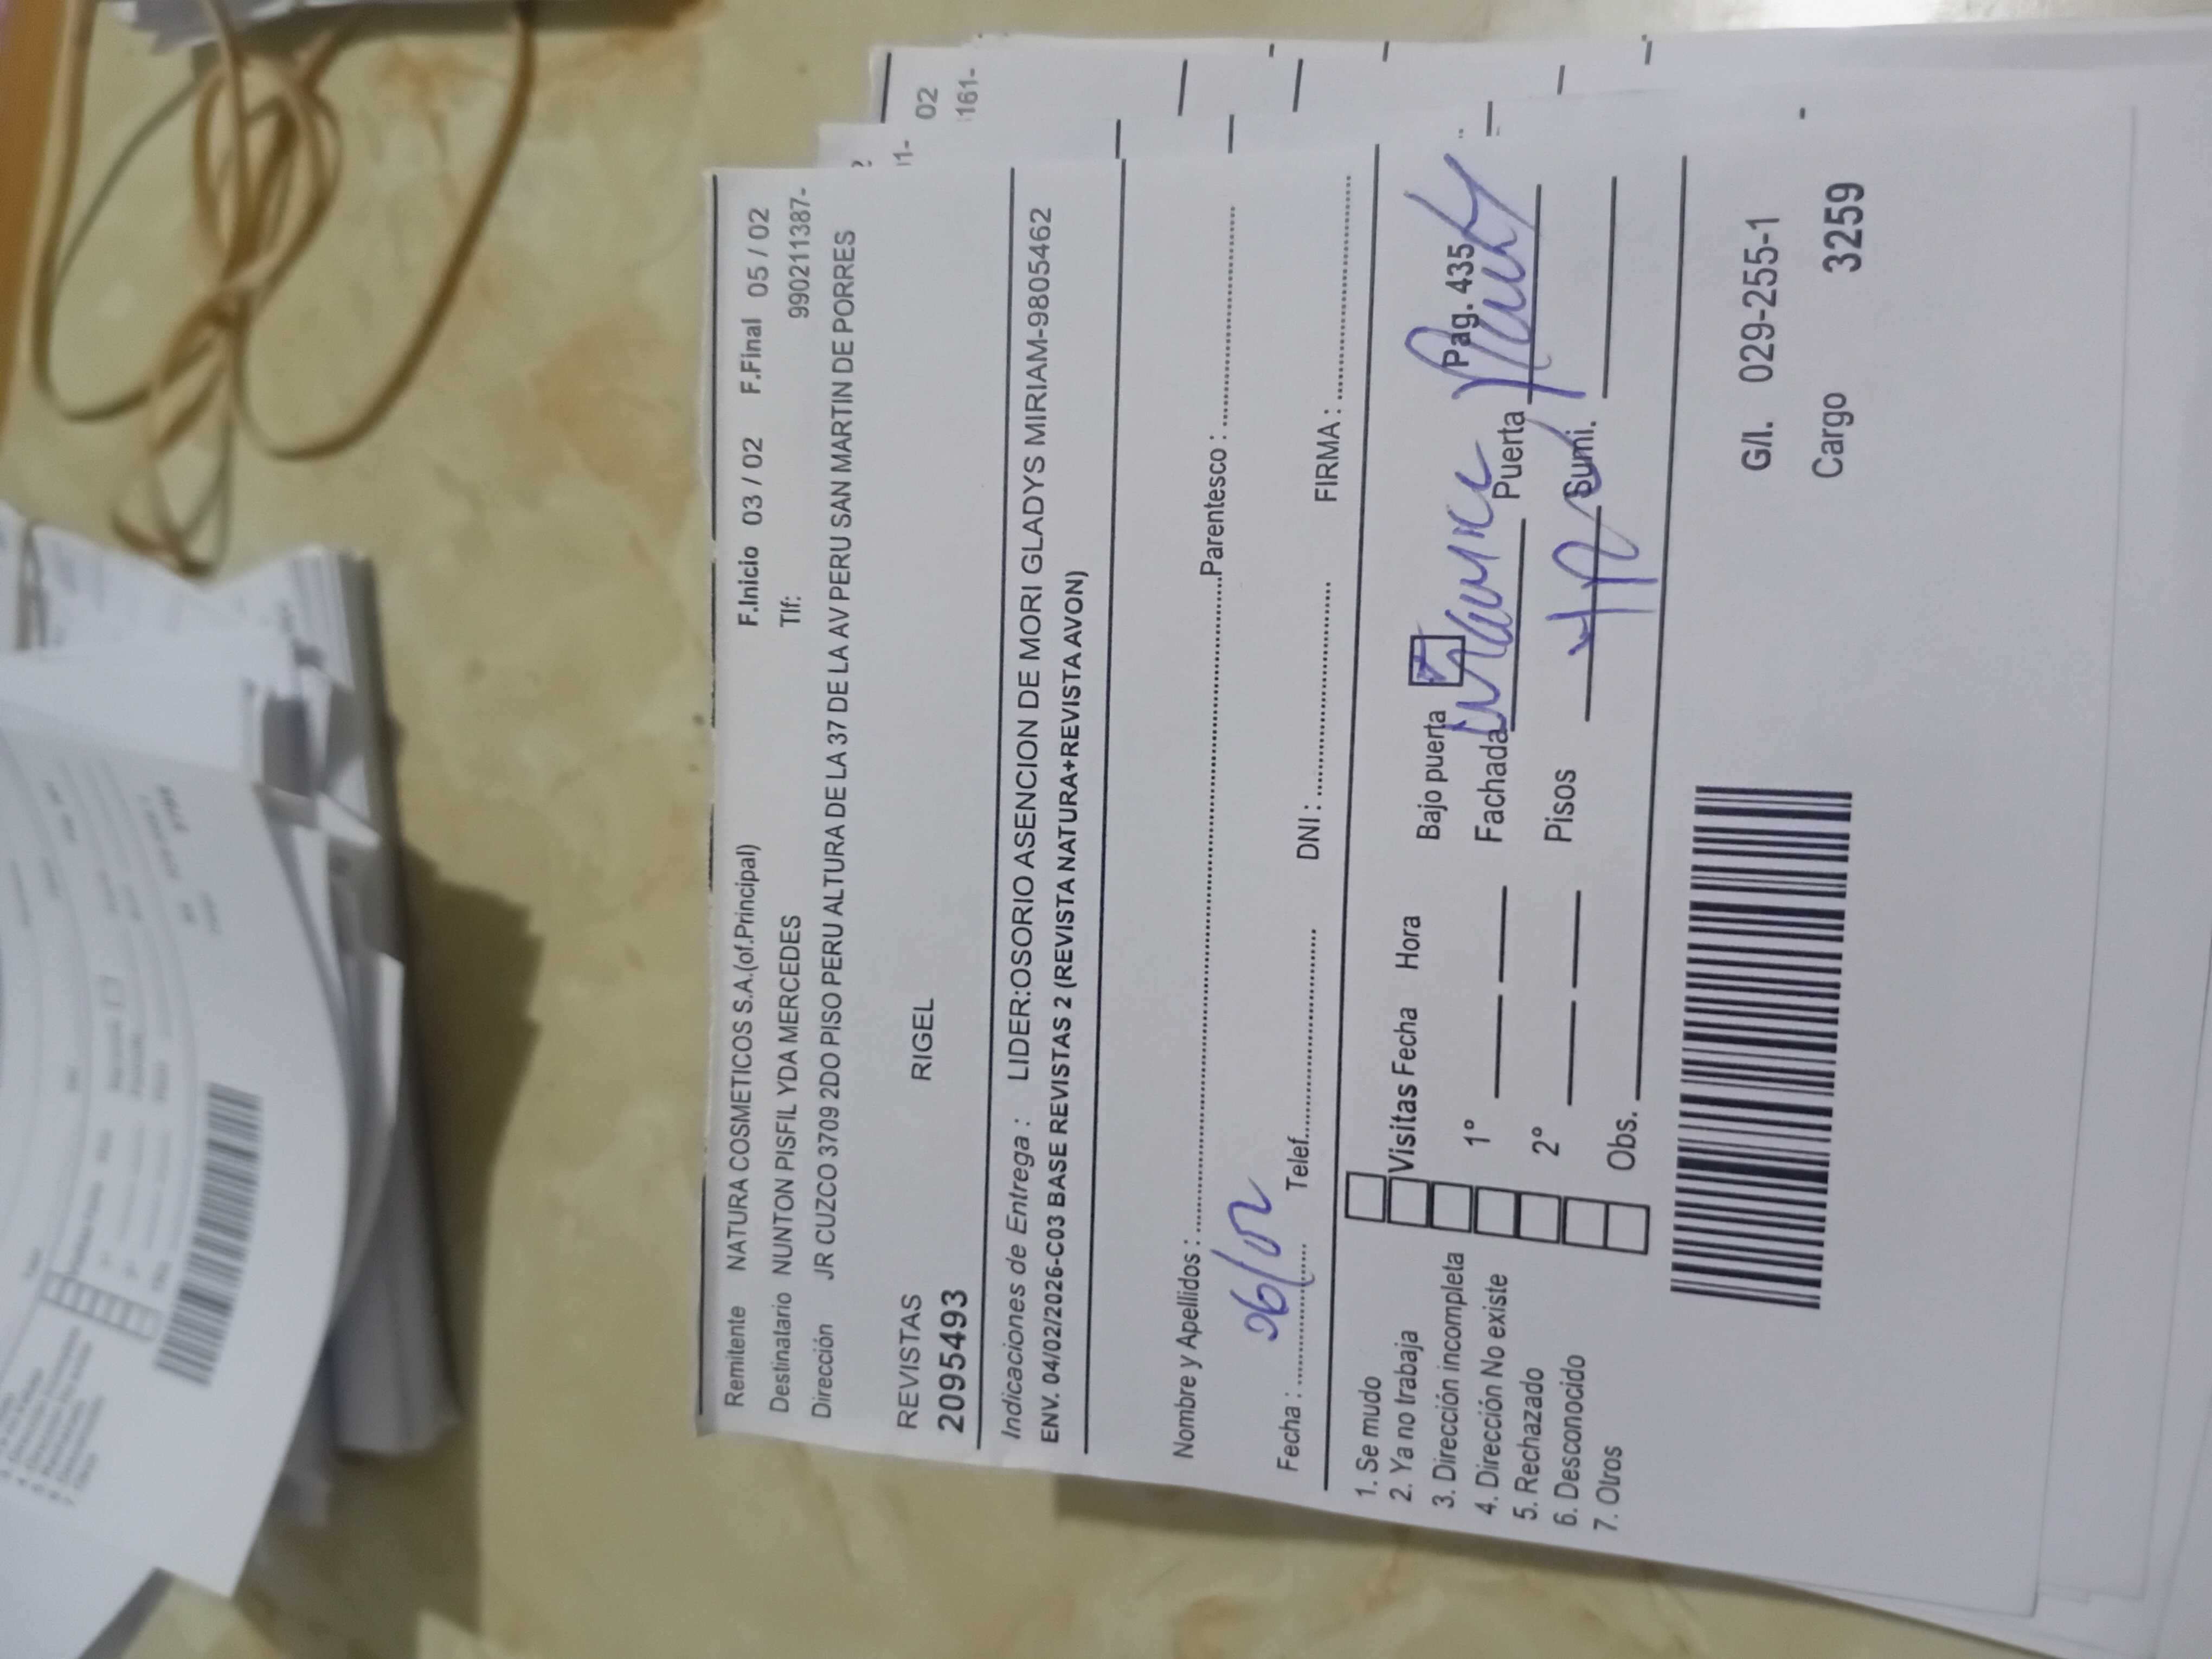 Remitente NATURA COSMETICOS S.A.(of.Principal) F.Inicio 03 / 02 F.Final 05 / 02
Destinatario NUNTON PISFIL YDA MERCEDES Tlf: 990211387-
Dirección JR CUZCO 3709 2DO PISO PERU ALTURA DE LA 37 DE LA AV PERU SAN MARTIN DE PORRES
REVISTAS RIGEL
2095493
Indicaciones de Entrega : LIDER:OSORIO ASENCION DE MORI GLADYS MIRIAM-98054 62
ENV. 04/02/2026-C03 BASE REVISTAS 2 (REVISTA NATURA+REVISTA AVON)
Nombre y Apellidos : Parentesco :
Fecha : 06/02 Telef. DNI : FIRMA :
1. Se mudo
2. Ya no trabaja
3. Dirección incompleta
4. Dirección No existe
5. Rechazado
6. Desconocido
7. Otros
Visitas Fecha Hora
1°
2°
Obs.
Bajo puerta Pag. 435
Fachada Puerta
Pisos Sumi.
G/I. 029-255-1
Cargo 3259
02
161-